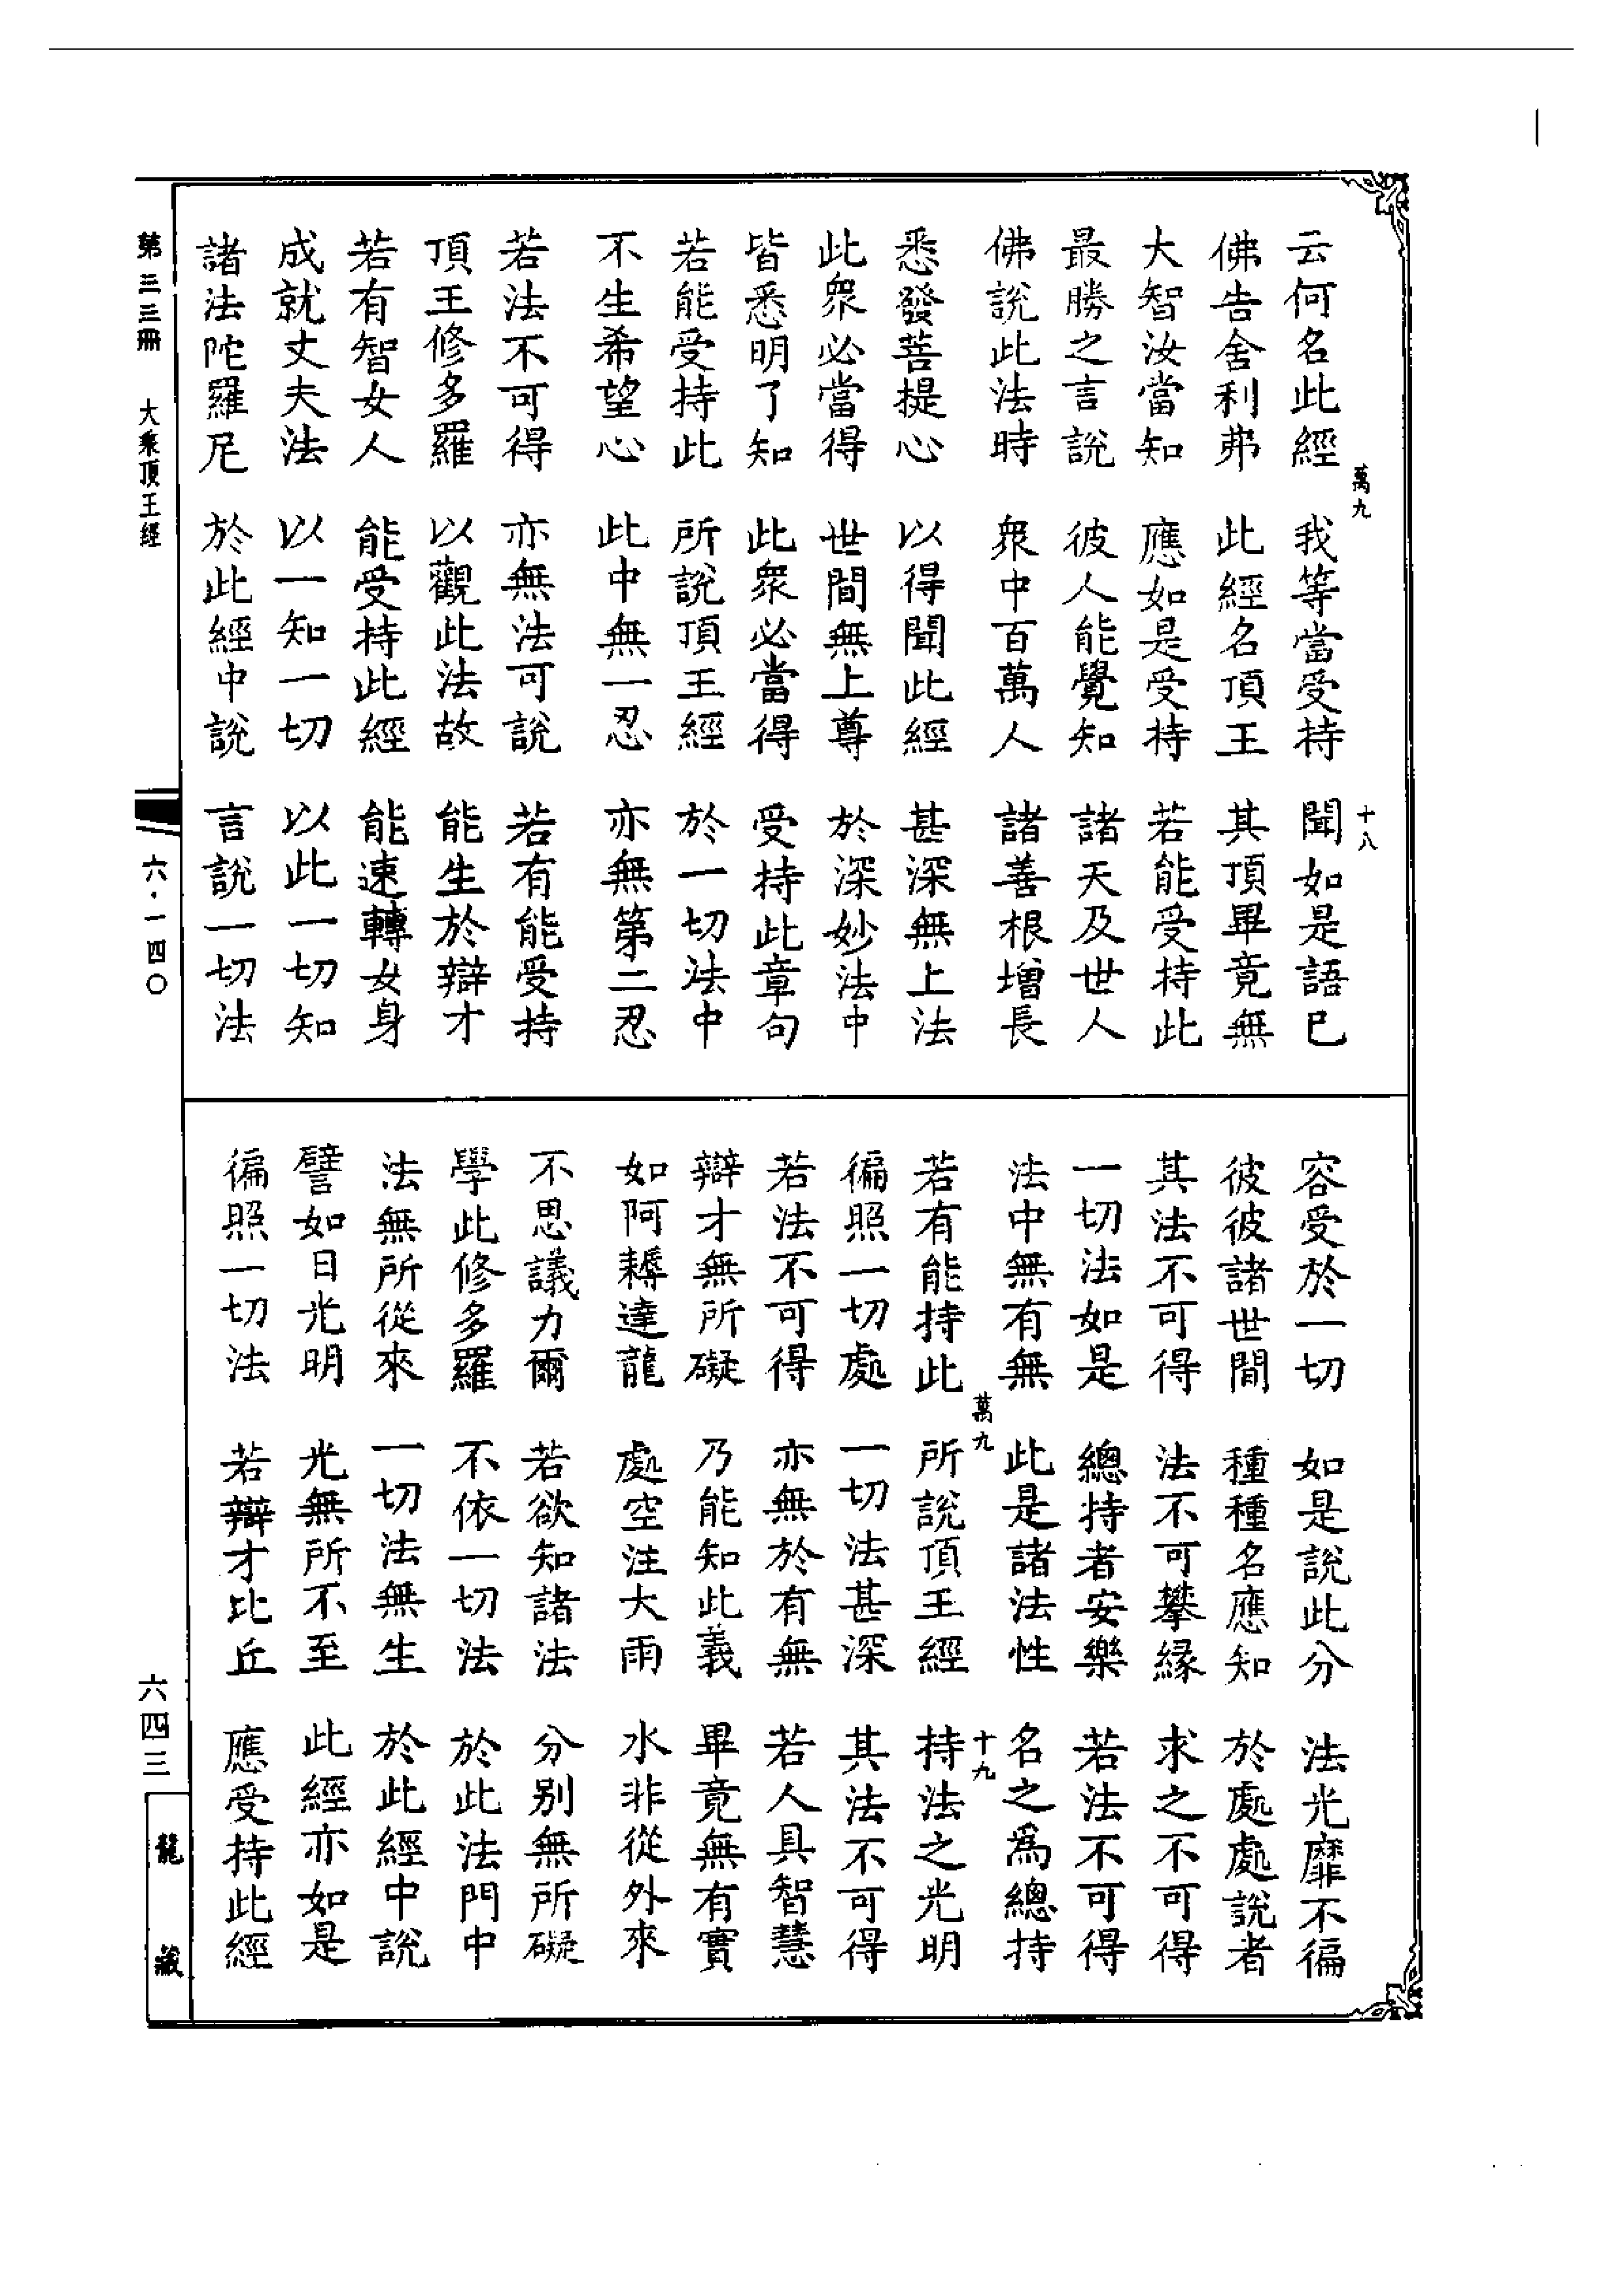 云何名此經　我等當受持　聞如是語已
佛告舍利弗　此經名頂王　其頂畢竟無
大智汝當知　應如是受持　若能受持此
最勝之言說　彼人能覺知　諸天及世人
佛說此法時　衆中百萬人　諸善根增長
悉發菩提心　以得聞此經　甚深無上法
此衆必當得　世間無上尊　於深妙法中
皆悉明了知　此衆必當得　受持此章句
若能受持此　所說頂王經　於一切法中
不生希望心　此中無一忍　亦無第二忍
若法不可得　亦無法可說　若有能受持
頂王修多羅　以觀此法故　能生於辯才
若有智女人　能受持此經　能速轉女身
成就丈夫法　以一知一切　以此一切知
諸法陀羅尼　於此經中說　言說一切法
萬九　十八
容受於一切　如是說此分　法光靡不徧
彼彼諸世間　種種名應知　於處處說者
其法不可得　法不可攀緣　求之不可得
一切法如是　總持者安樂　若法不可得
法中無有無　此是諸法性　名之爲總持
萬九　十九
若有能持此　所說頂王經　持法之光明
徧照一切處　一切法甚深　其法不可得
若法不可得　亦無於有無　若人具智慧
辯才無所礙　乃能知此義　畢竟無有實
如阿耨達龍　處空注大雨　水非從外來
不思議力爾　若欲知諸法　分别無所礙
學此修多羅　不依一切法　於此法門中
法無所從來　一切法無生　於此經中說
譬如日光明　光無所不至　此經亦如是
徧照一切法　若辯才比丘　應受持此經
第三三冊　大乘頂王經　六·一四〇　六四三
龍藏